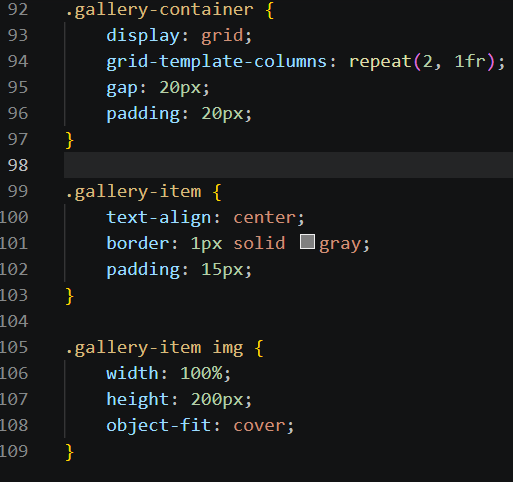 92 .gallery-container {
93     display: grid;
94     grid-template-columns: repeat(2, 1fr);
95     gap: 20px;
96     padding: 20px;
97 }
98
99 .gallery-item {
100     text-align: center;
101     border: 1px solid gray;
102     padding: 15px;
103 }
104
105 .gallery-item img {
106     width: 100%;
107     height: 200px;
108     object-fit: cover;
109 }